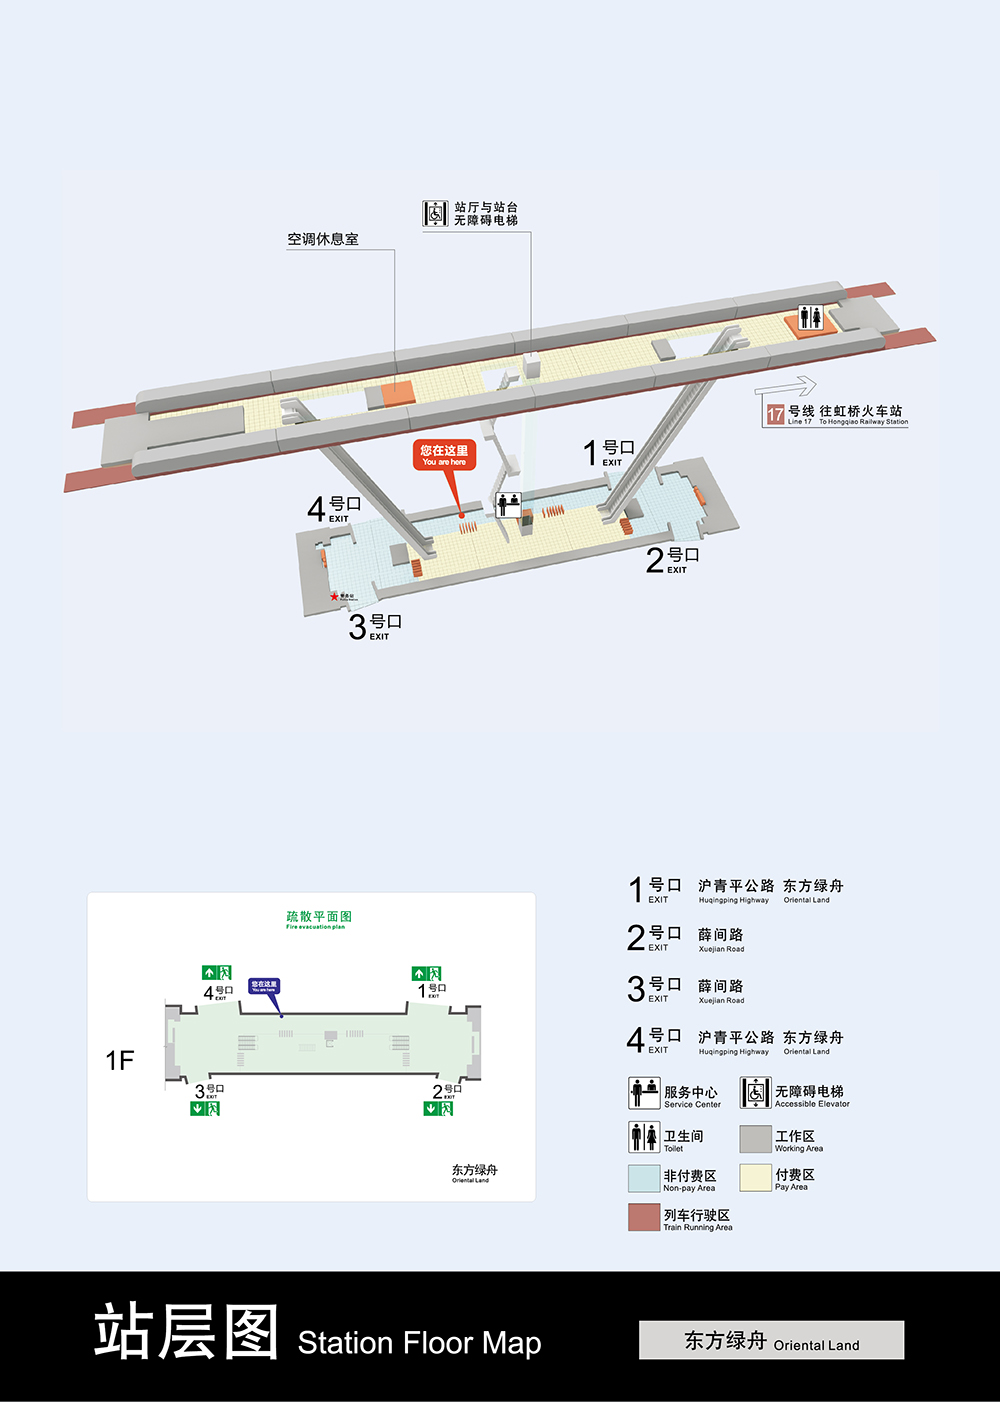 站厅与站台
无障碍电梯
空调休息室
17 号线 往虹桥火车站
Line 17 To Hongqiao Railway Station
您在这里
You are here
1 号口
EXIT
4 号口
EXIT
2 号口
EXIT
警务站
Police Station
3 号口
EXIT
疏散平面图
Fire evacuation plan
4 号口
EXIT
您在这里
You are here
1 号口
EXIT
1F
3 号口
EXIT
2 号口
EXIT
东方绿舟
Oriental Land
1 号口 沪青平公路 东方绿舟
EXIT Huqingping Highway Oriental Land
2 号口 薛间路
EXIT Xuejian Road
3 号口 薛间路
EXIT Xuejian Road
4 号口 沪青平公路 东方绿舟
EXIT Huqingping Highway Oriental Land
服务中心 无障碍电梯
Service Center Accessible Elevator
卫生间 工作区
Toilet Working Area
非付费区 付费区
Non-pay Area Pay Area
列车行驶区
Train Running Area
站层图 Station Floor Map
东方绿舟 Oriental Land